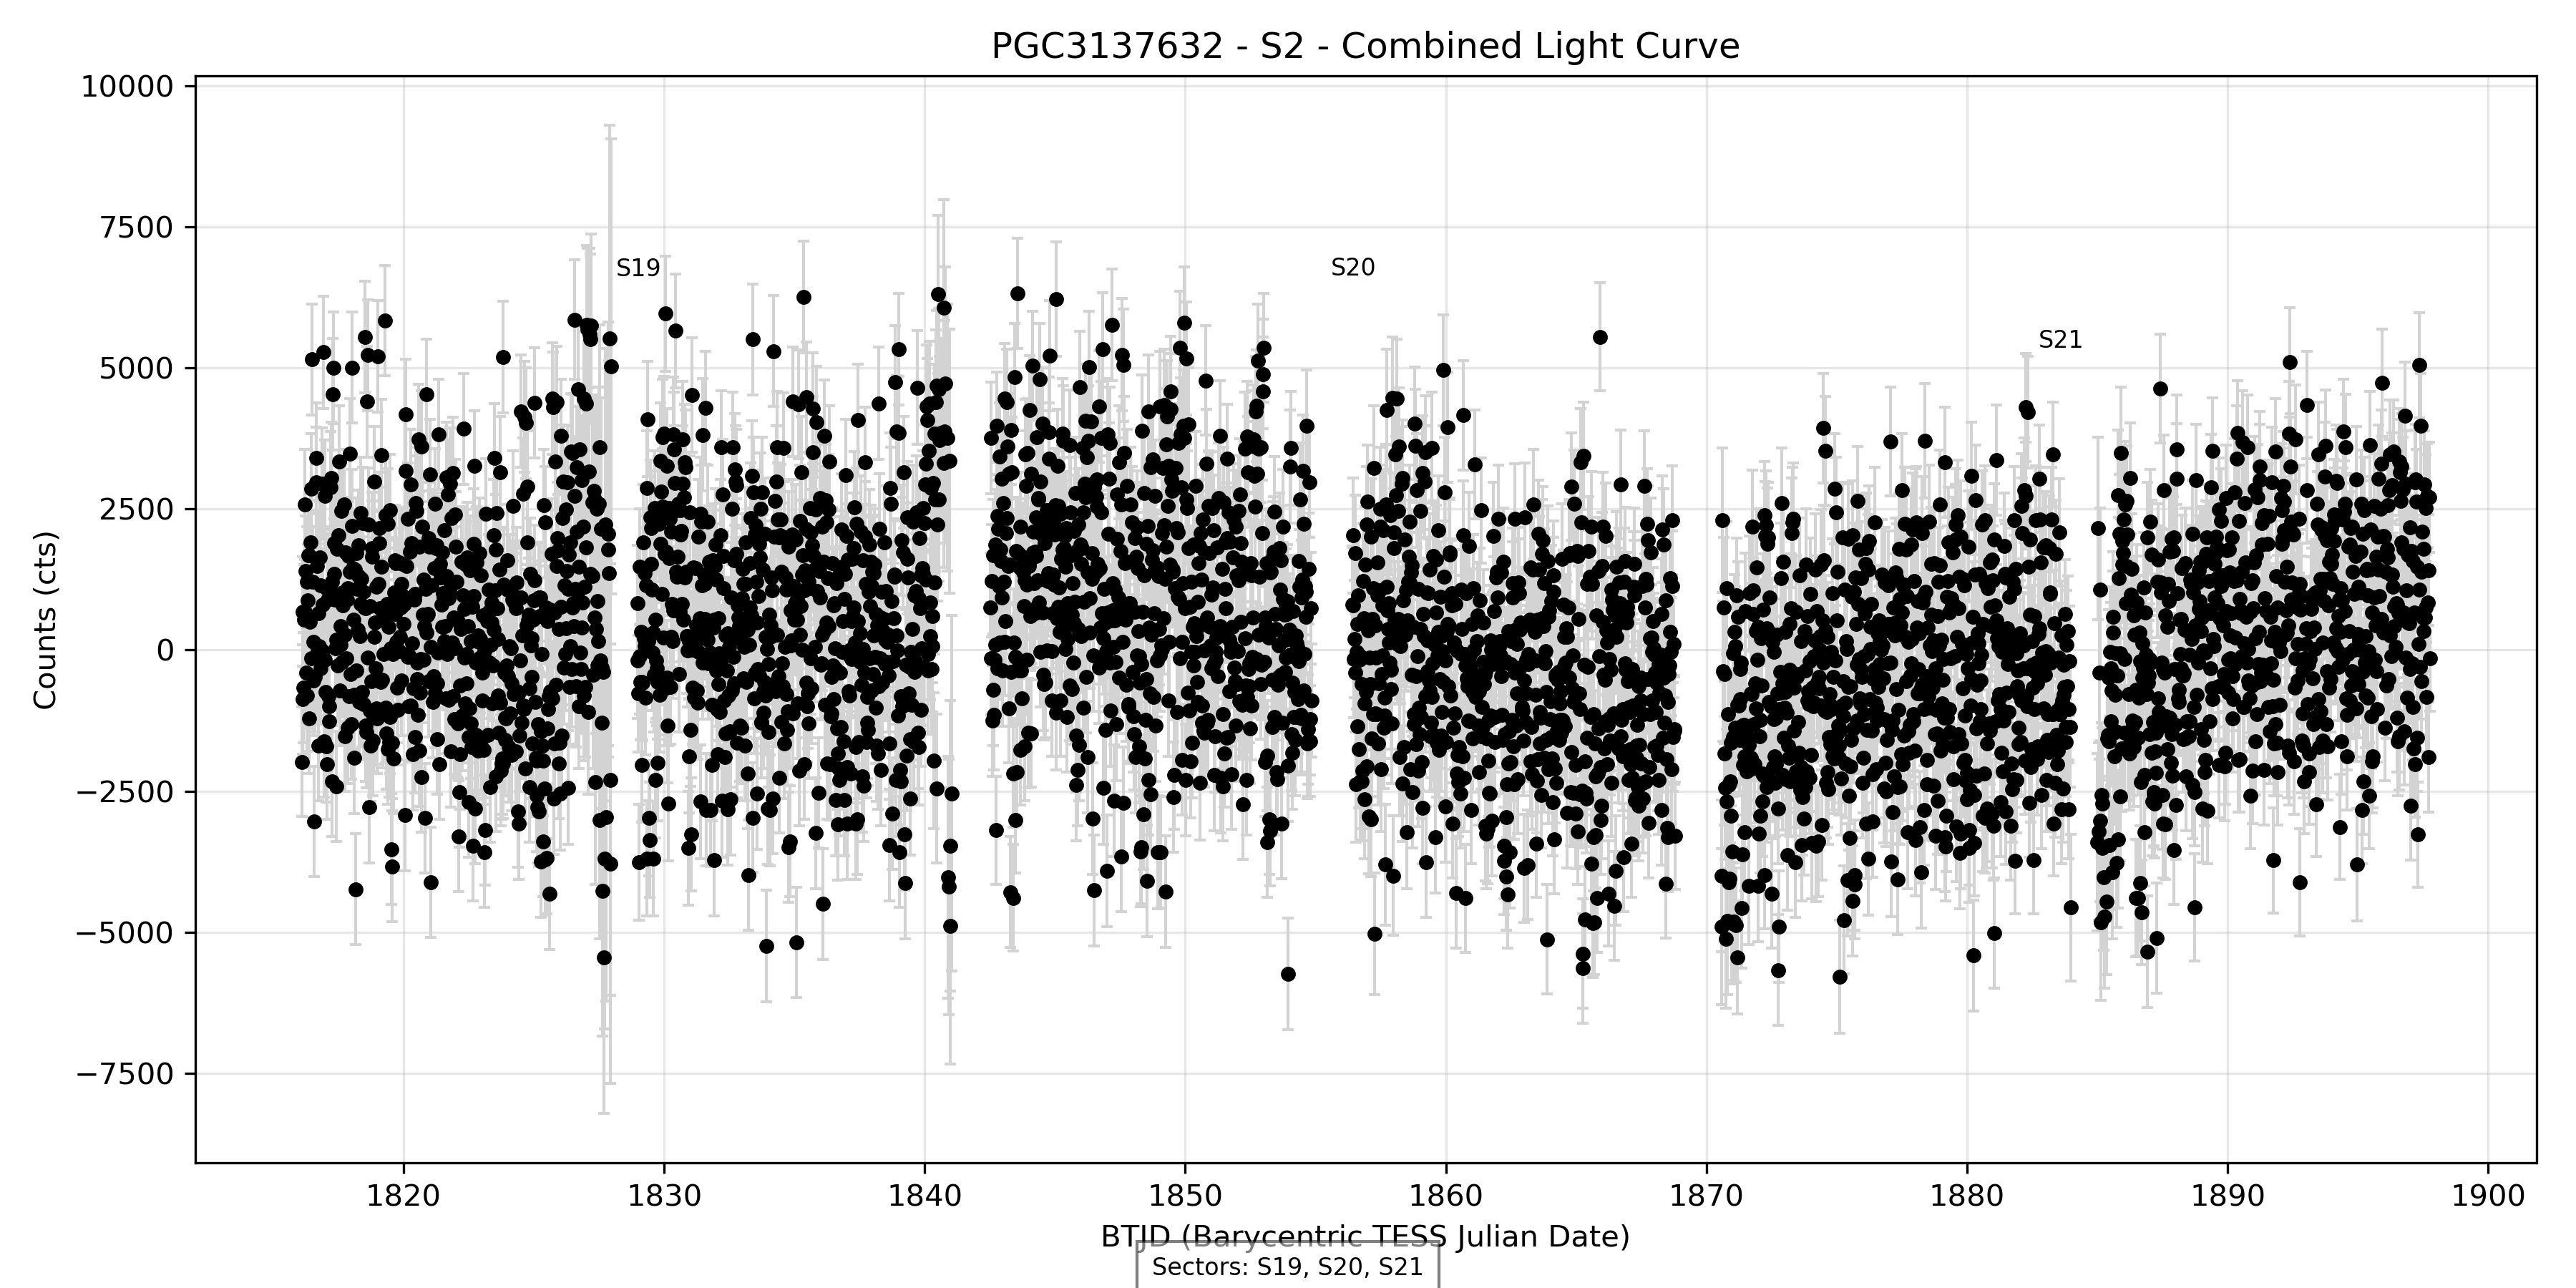 PGC3137632 - S2 - Combined Light Curve
10000
7500
5000
2500
0
−2500
−5000
−7500
Counts (cts)
S19
S20
S21
1820
1830
1840
1850
1860
1870
1880
1890
1900
BTJD (Barycentric TESS Julian Date)
Sectors: S19, S20, S21